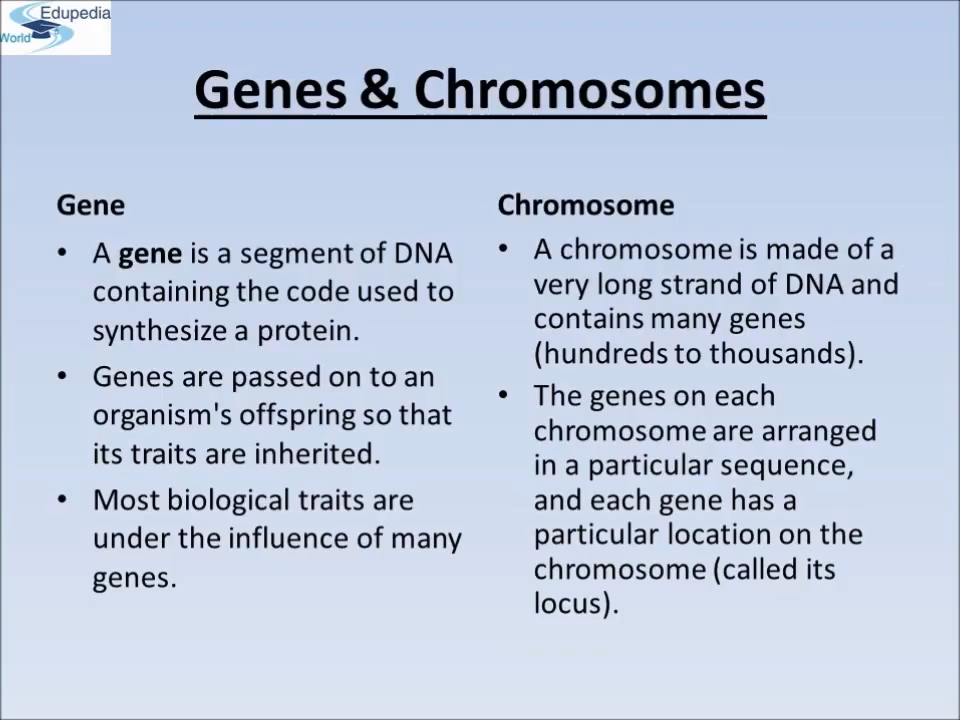 Edupedia
World
Genes & Chromosomes
Gene
• A gene is a segment of DNA
containing the code used to
synthesize a protein.
• Genes are passed on to an
organism's offspring so that
its traits are inherited.
• Most biological traits are
under the influence of many
genes.
Chromosome
• A chromosome is made of a
very long strand of DNA and
contains many genes
(hundreds to thousands).
• The genes on each
chromosome are arranged
in a particular sequence,
and each gene has a
particular location on the
chromosome (called its
locus).